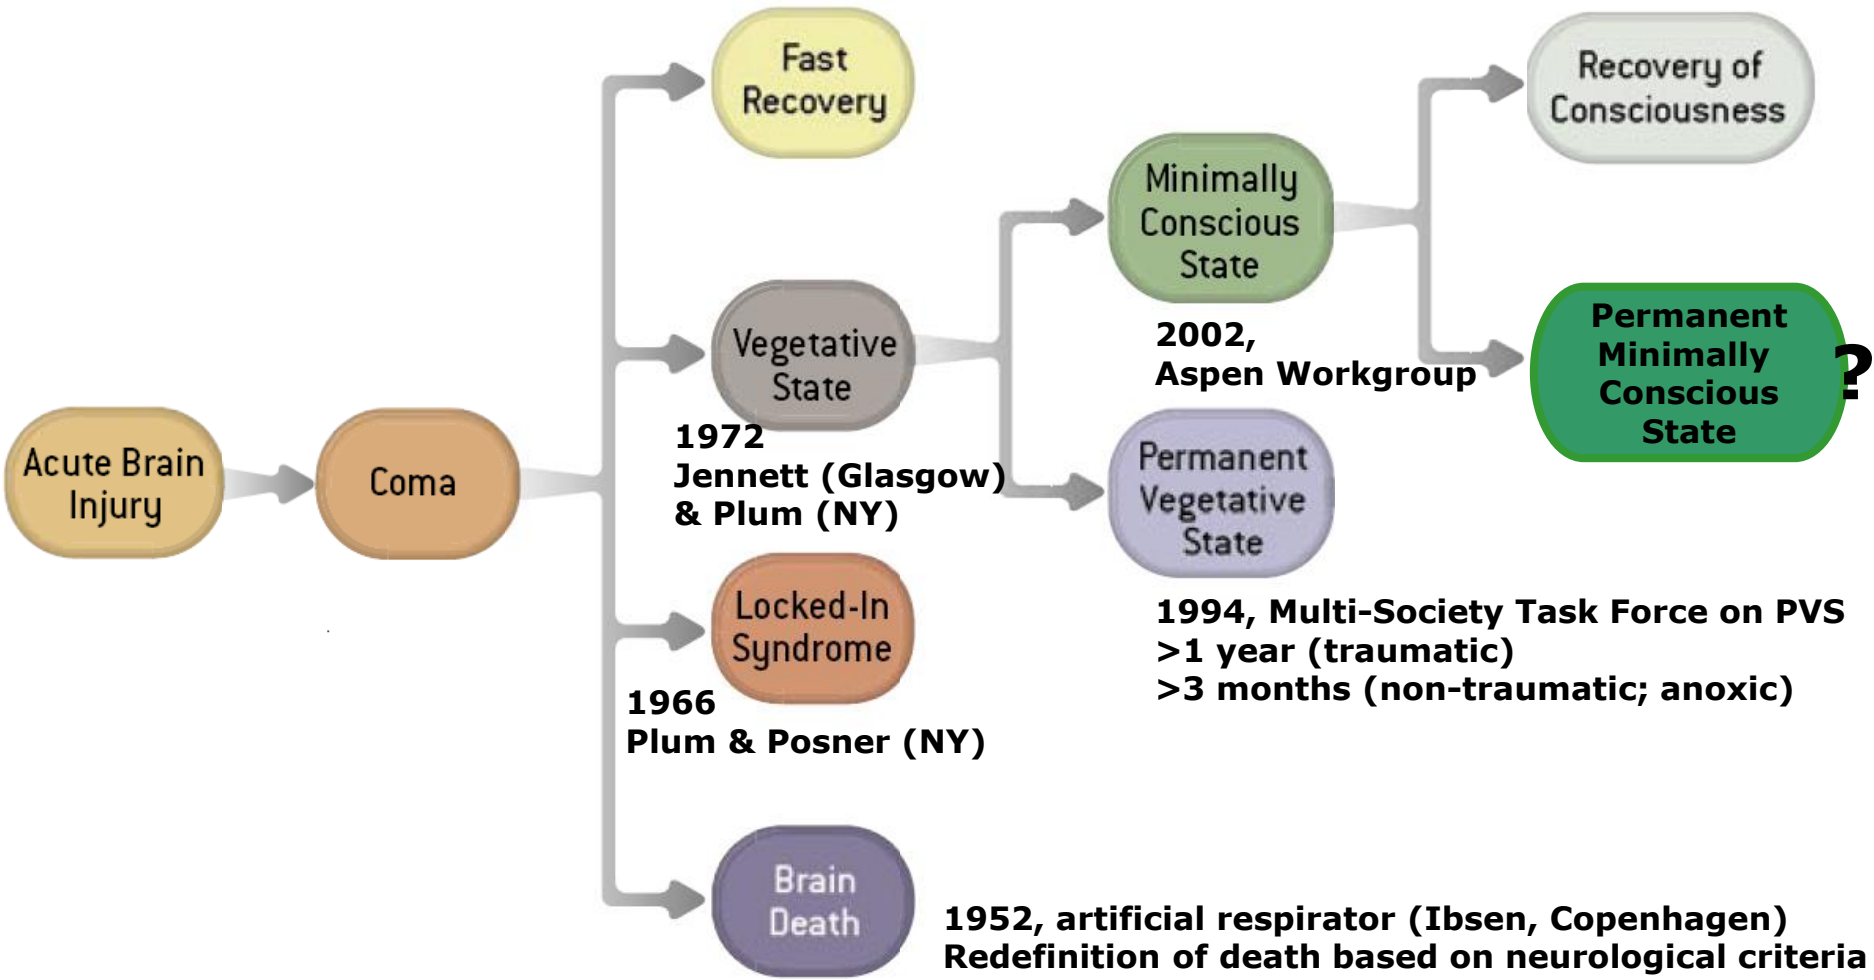 Fast
Recovery
Recovery of
Consciousness
Minimally
Conscious
State
2002,
Aspen Workgroup
Permanent
Minimally
Conscious
State
?
Vegetative
State
1972
Jennett (Glasgow)
& Plum (NY)
Acute Brain
Injury
Coma
Permanent
Vegetative
State
1994, Multi-Society Task Force on PVS
>1 year (traumatic)
>3 months (non-traumatic; anoxic)
Locked-In
Syndrome
1966
Plum & Posner (NY)
Brain
Death
1952, artificial respirator (Ibsen, Copenhagen)
Redefinition of death based on neurological criteria